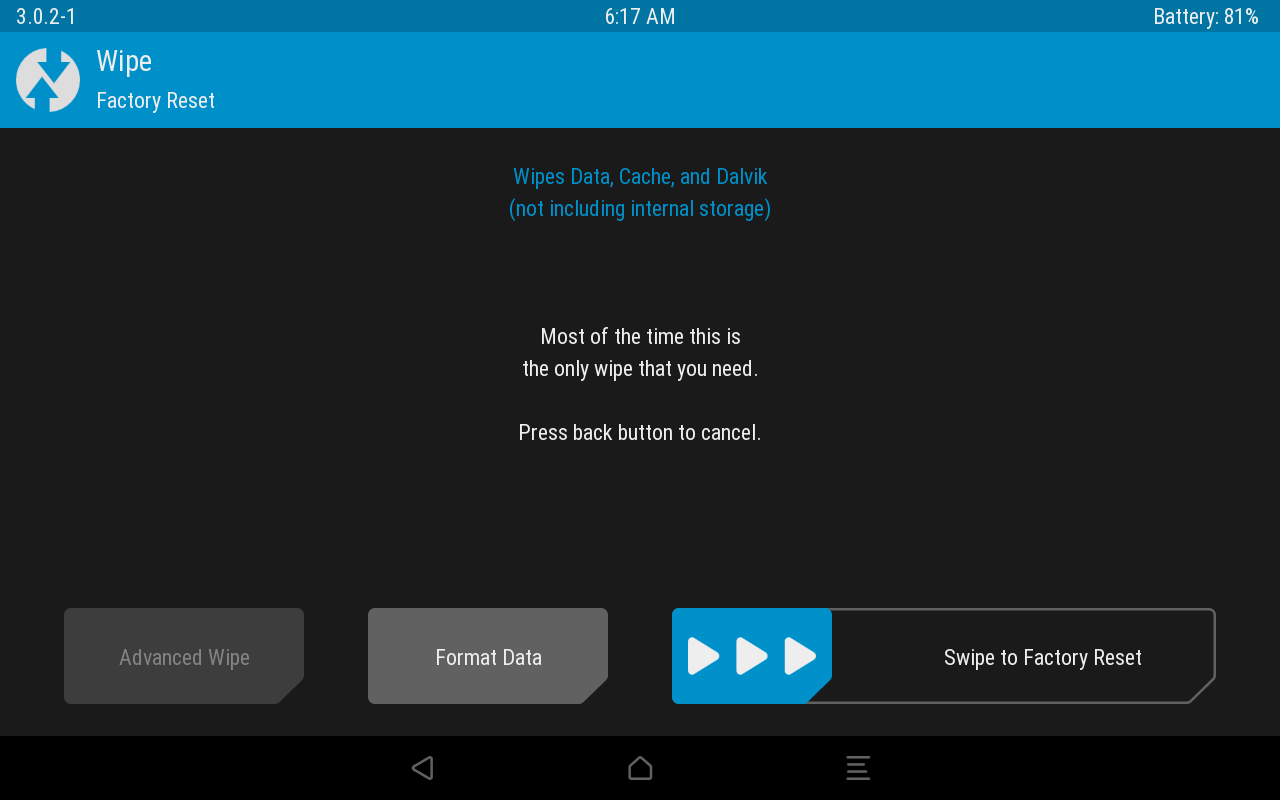 3.0.2-1
6:17 AM
Battery: 81%
Wipe
Factory Reset
Wipes Data, Cache, and Dalvik
(not including internal storage)
Most of the time this is
the only wipe that you need.
Press back button to cancel.
Advanced Wipe
Format Data
Swipe to Factory Reset